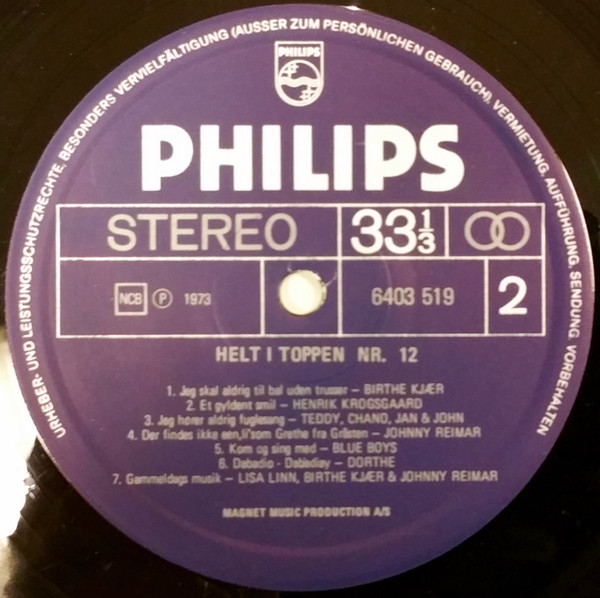 URHEBER- UND LEISTUNGSSCHUTZRECHTE, BESONDERS VERVIELFÄLTIGUNG (AUSSER ZUM PERSÖNLICHEN GEBRAUCH), VERMIETUNG, AUFFÜHRUNG, SENDUNG, VORBEHALTEN
PHILIPS
PHILIPS
STEREO 33 1/3
NCB Ⓟ 1973 6403 519 2
HELT I TOPPEN NR. 12
1. Jeg skal aldrig til bal uden trusser – BIRTHE KJÆR
2. Et gyldent smil – HENRIK KROGSGAARD
3. Jeg hører aldrig fuglesang – TEDDY, CHANO, JAN & JOHN
4. Der findes ikke een, li'som Grethe fra Gråsten – JOHNNY REIMAR
5. Kom og sing med – BLUE BOYS
6. Dabadio - Dabadiøy – DORTHE
7. Gammeldags musik – LISA LINN, BIRTHE KJÆR & JOHNNY REIMAR
MAGNET MUSIC PRODUCTION A/S